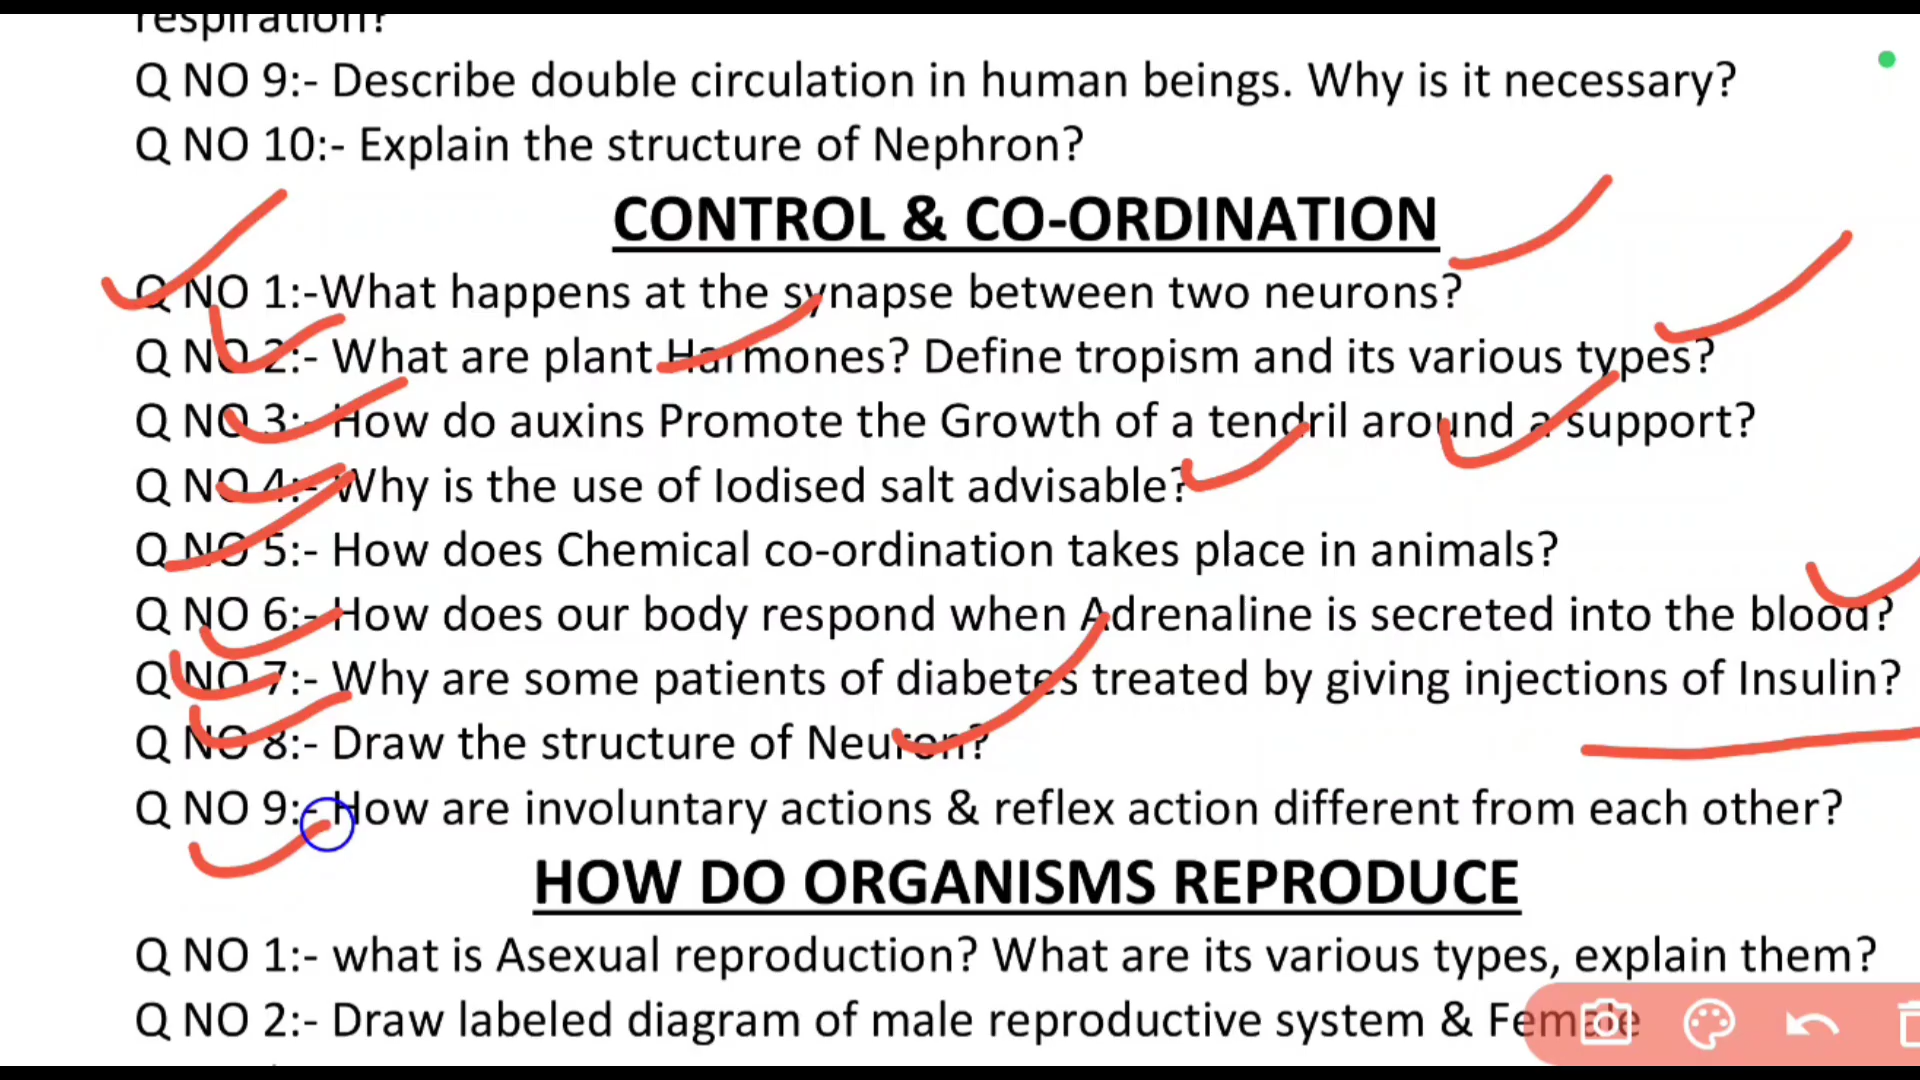 respiration?
Q NO 9:- Describe double circulation in human beings. Why is it necessary?
Q NO 10:- Explain the structure of Nephron?
CONTROL & CO-ORDINATION
Q NO 1:-What happens at the synapse between two neurons?
Q NO 2:- What are plant Harmones? Define tropism and its various types?
Q NO 3:- How do auxins Promote the Growth of a tendril around a support?
Q NO 4:- Why is the use of Iodised salt advisable?
Q NO 5:- How does Chemical co-ordination takes place in animals?
Q NO 6:- How does our body respond when Adrenaline is secreted into the blood?
Q NO 7:- Why are some patients of diabetes treated by giving injections of Insulin?
Q NO 8:- Draw the structure of Neuron?
Q NO 9:- How are involuntary actions & reflex action different from each other?
HOW DO ORGANISMS REPRODUCE
Q NO 1:- what is Asexual reproduction? What are its various types, explain them?
Q NO 2:- Draw labeled diagram of male reproductive system & Female